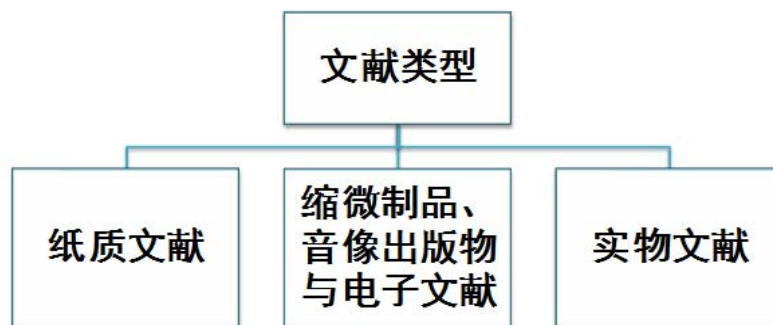 文献类型
纸质文献
缩微制品、
音像出版物
与电子文献
实物文献